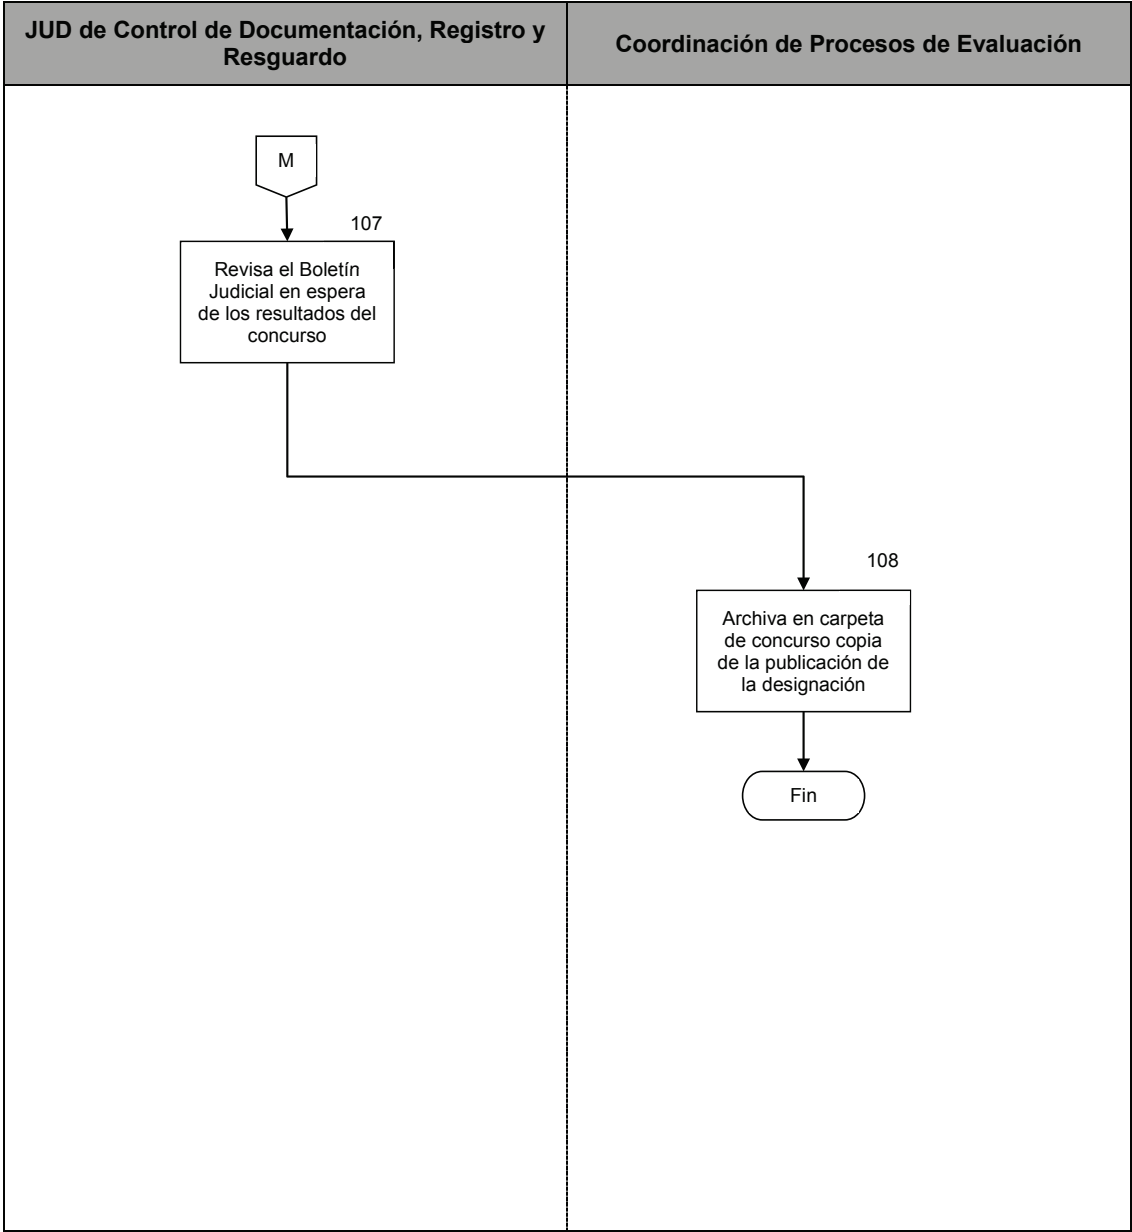 JUD de Control de Documentación, Registro y
Resguardo
Coordinación de Procesos de Evaluación
M
107
Revisa el Boletín
Judicial en espera
de los resultados del
concurso
108
Archiva en carpeta
de concurso copia
de la publicación de
la designación
Fin